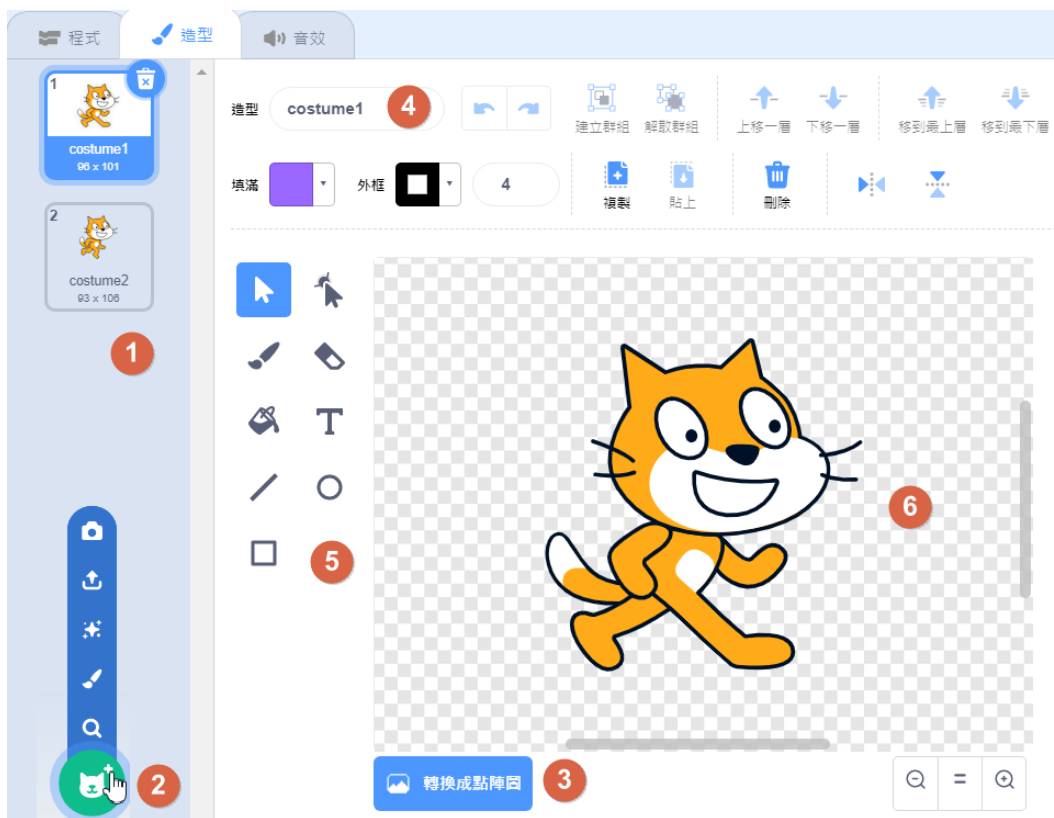 程式
造型
音效
1
costume1
96 x 101
2
costume2
93 x 106
1
2
造型
costume1
4
建立群組
解散群組
上移一層
下移一層
移到最上層
移到最下層
填滿
外框
4
複製
貼上
刪除
T
5
6
轉換成點陣圖
3
=